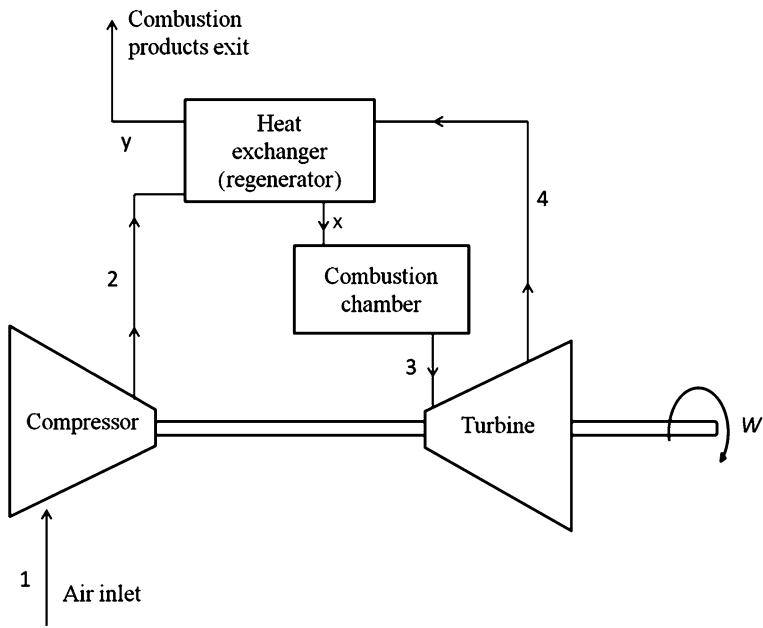 Combustion
products exit
y
Heat
exchanger
(regenerator)
4
x
2
Combustion
chamber
3
Compressor
Turbine
W
1
Air inlet